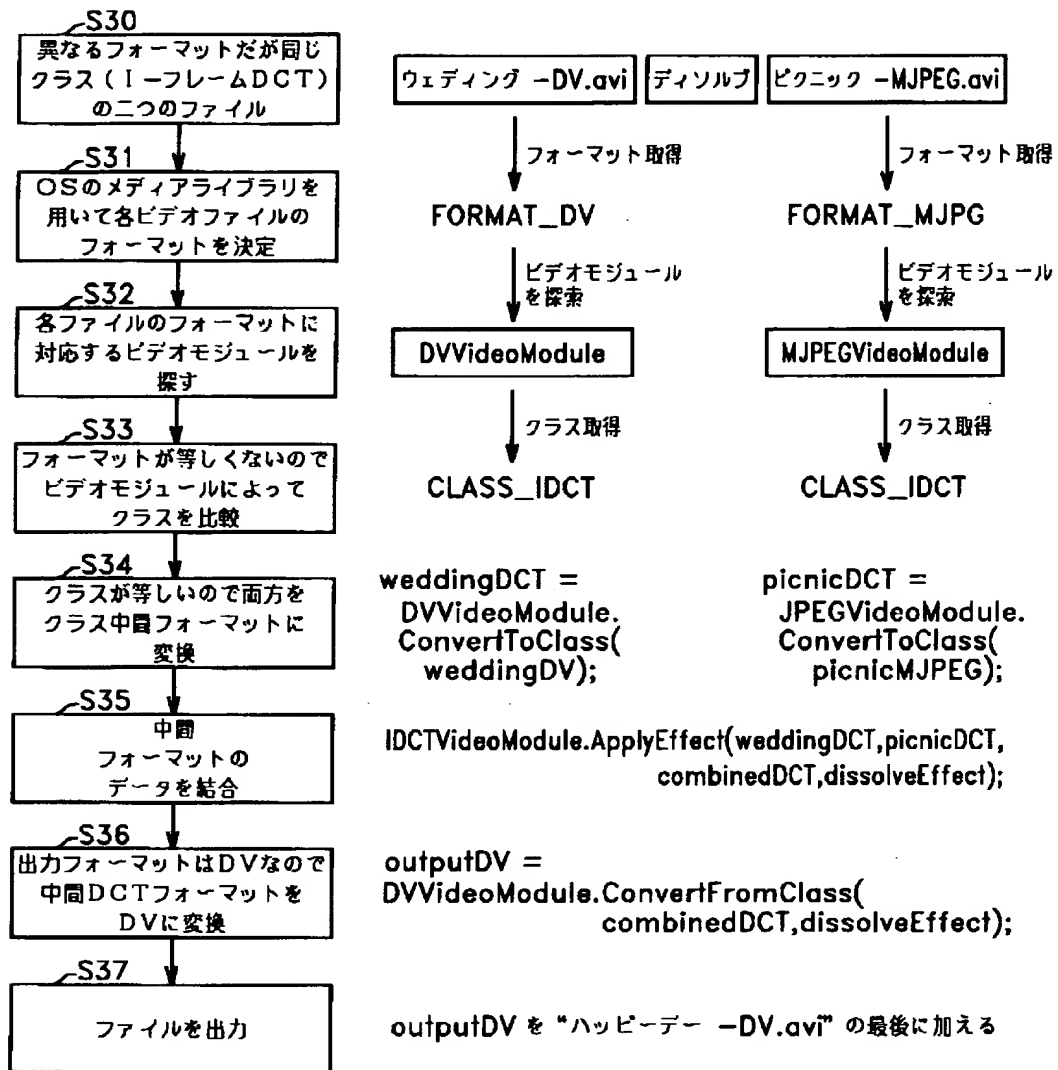 S30
異なるフォーマットだが同じ
クラス(I-フレームDCT)
の二つのファイル
ウェディング -DV.avi
ディゾルブ
ピクニック -MJPEG.avi
フォーマット取得
フォーマット取得
S31
OSのメディアライブラリを
用いて各ビデオファイルの
フォーマットを決定
FORMAT_DV
FORMAT_MJPG
ビデオモジュール
を探索
ビデオモジュール
を探索
S32
各ファイルのフォーマットに
対応するビデオモジュールを
探す
DVVideoModule
MJPEGVideoModule
クラス取得
クラス取得
S33
フォーマットが等しくないので
ビデオモジュールによって
クラスを比較
CLASS_IDCT
CLASS_IDCT
S34
クラスが等しいので両方を
クラス中間フォーマットに
変換
weddingDCT =
DVVideoModule.
ConvertToClass(
weddingDV);
picnicDCT =
JPEGVideoModule.
ConvertToClass(
picnicMJPEG);
S35
中間
フォーマットの
データを結合
IDCTVideoModule.ApplyEffect(weddingDCT,picnicDCT,
combinedDCT,dissolveEffect);
S36
出力フォーマットはDVなので
中間DCTフォーマットを
DVに変換
outputDV =
DVVideoModule.ConvertFromClass(
combinedDCT,dissolveEffect);
S37
ファイルを出力
outputDV を "ハッピーデー -DV.avi" の最後に加える